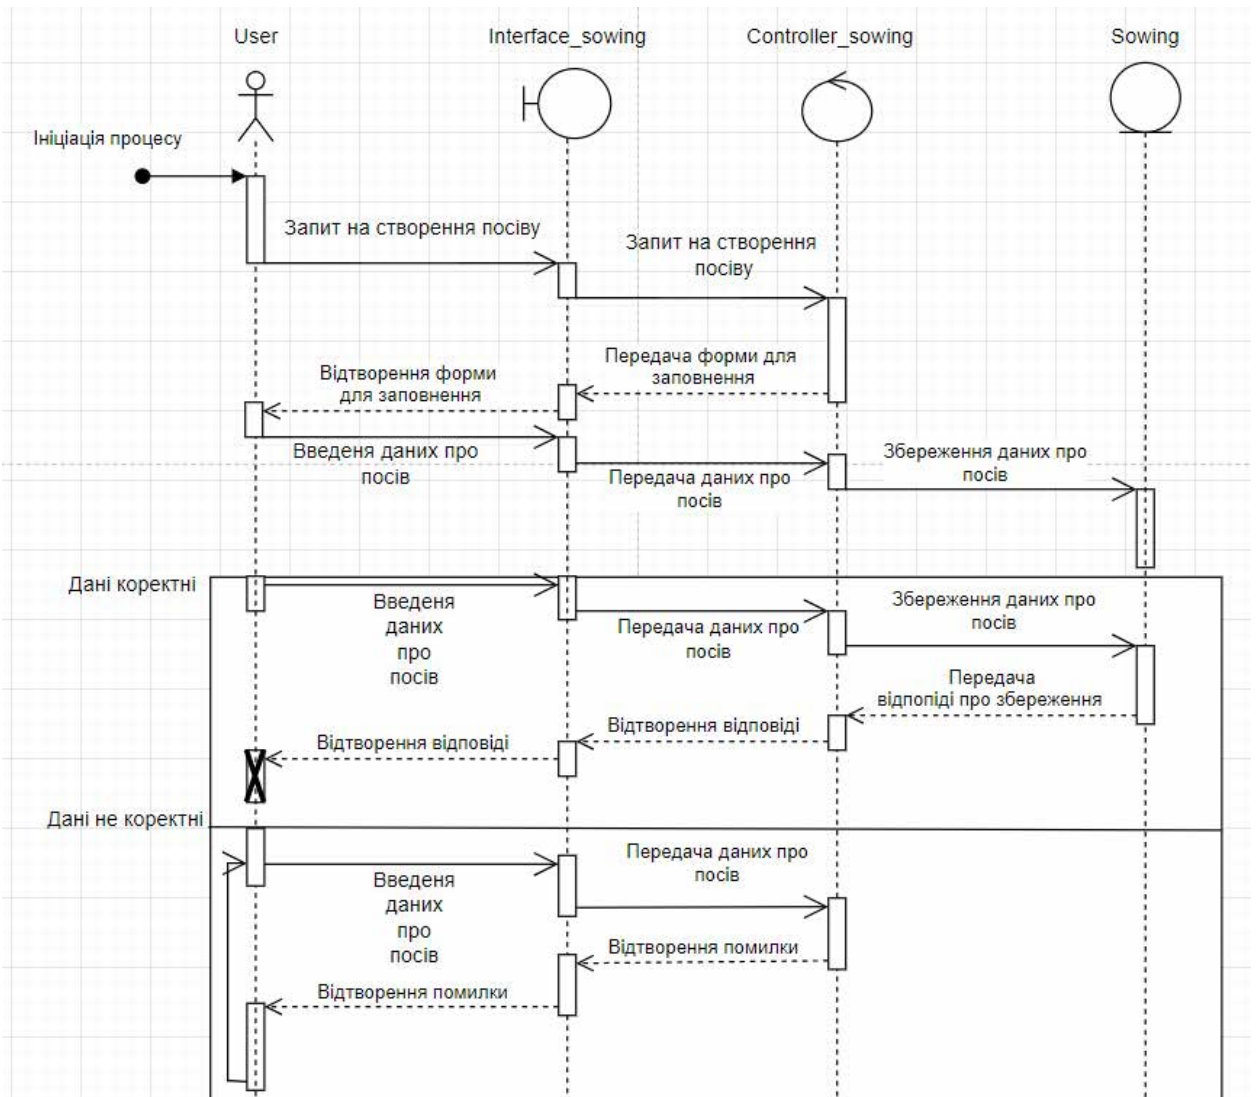 User
Interface_sowing
Controller_sowing
Sowing
Ініціація процесу
Запит на створення посіву
Запит на створення
посіву
Передача форми для
заповнення
Відтворення форми
для заповнення
Введеня даних про
посів
Передача даних про
посів
Збереження даних про
посів
Дані коректні
Введеня
даних
про
посів
Передача даних про
посів
Збереження даних про
посів
Передача
відпопіді про збереження
Відтворення відповіді
Відтворення відповіді
Дані не коректні
Введеня
даних
про
посів
Передача даних про
посів
Відтворення помилки
Відтворення помилки